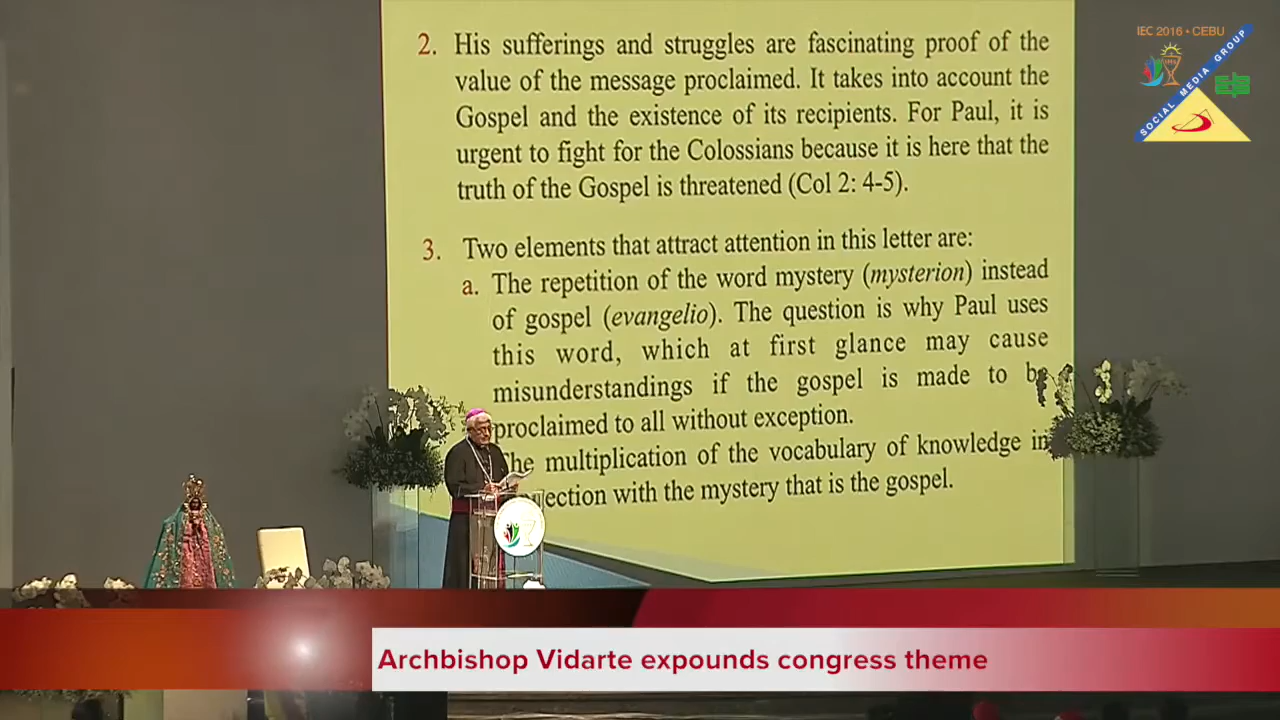 2. His sufferings and struggles are fascinating proof of the
value of the message proclaimed. It takes into account the
Gospel and the existence of its recipients. For Paul, it is
urgent to fight for the Colossians because it is here that the
truth of the Gospel is threatened (Col 2: 4-5).
3. Two elements that attract attention in this letter are:
a. The repetition of the word mystery (mysterion) instead
of gospel (evangelio). The question is why Paul uses
this word, which at first glance may cause
misunderstandings if the gospel is made to be
proclaimed to all without exception.
The multiplication of the vocabulary of knowledge in
with the mystery that is the gospel.
IEC 2016 • CEBU
SOCIAL MEDIA GROUP
Archbishop Vidarte expounds congress theme